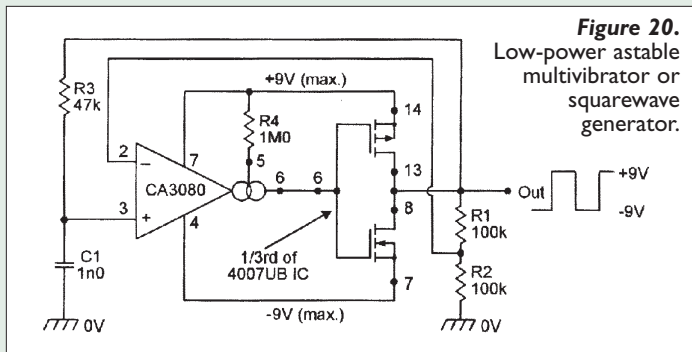 Figure 20.
Low-power astable
multivibrator or
squarewave
generator.
+9V (max.)
R3
47k
R4
1M0
14
2
–
7
5
6
6
13
CA3080
8
Out
+9V
-9V
3
+
4
R1
100k
1/3rd of
4007UB IC
C1
1n0
7
R2
100k
-9V (max.)
0V
0V